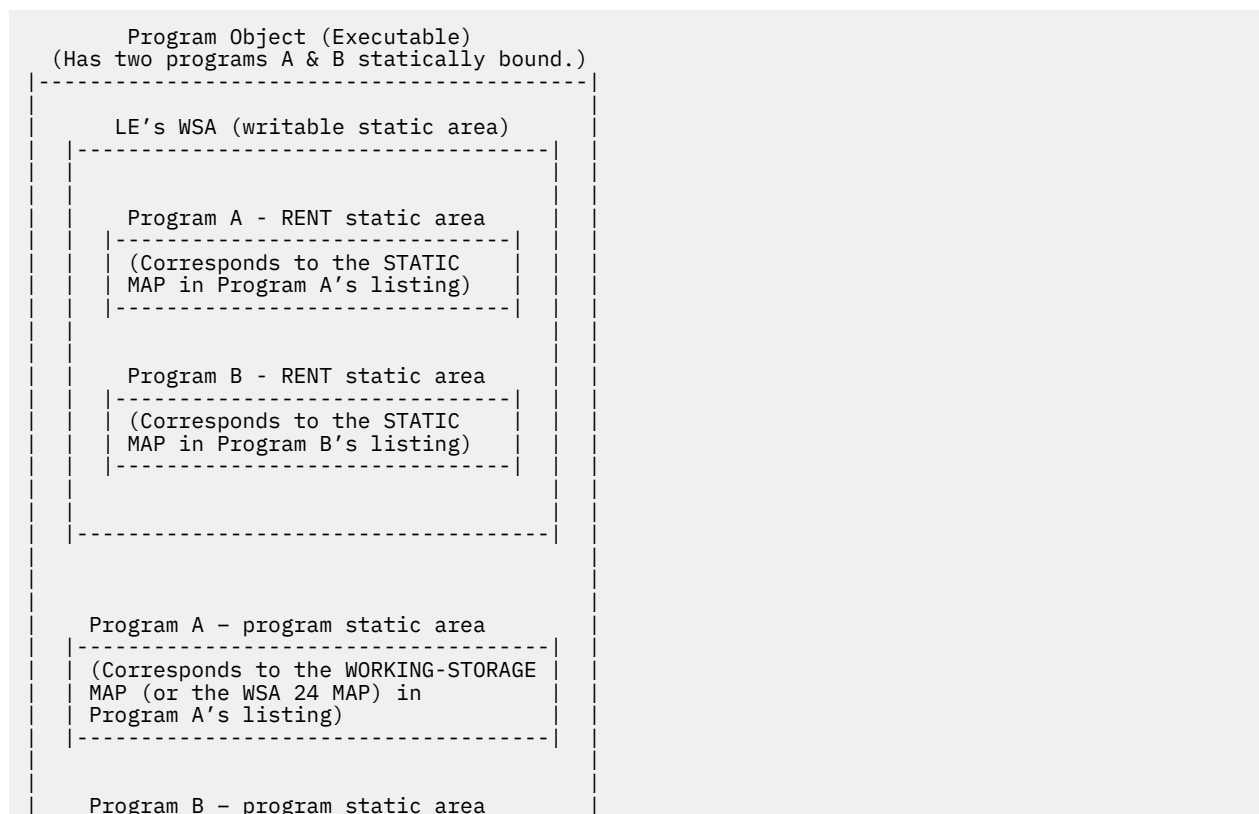 Program Object (Executable)
(Has two programs A & B statically bound.)
LE’s WSA (writable static area)
Program A - RENT static area
(Corresponds to the STATIC
MAP in Program A’s listing)
Program B - RENT static area
(Corresponds to the STATIC
MAP in Program B’s listing)
Program A – program static area
(Corresponds to the WORKING-STORAGE
MAP (or the WSA 24 MAP) in
Program A’s listing)
Program B – program static area